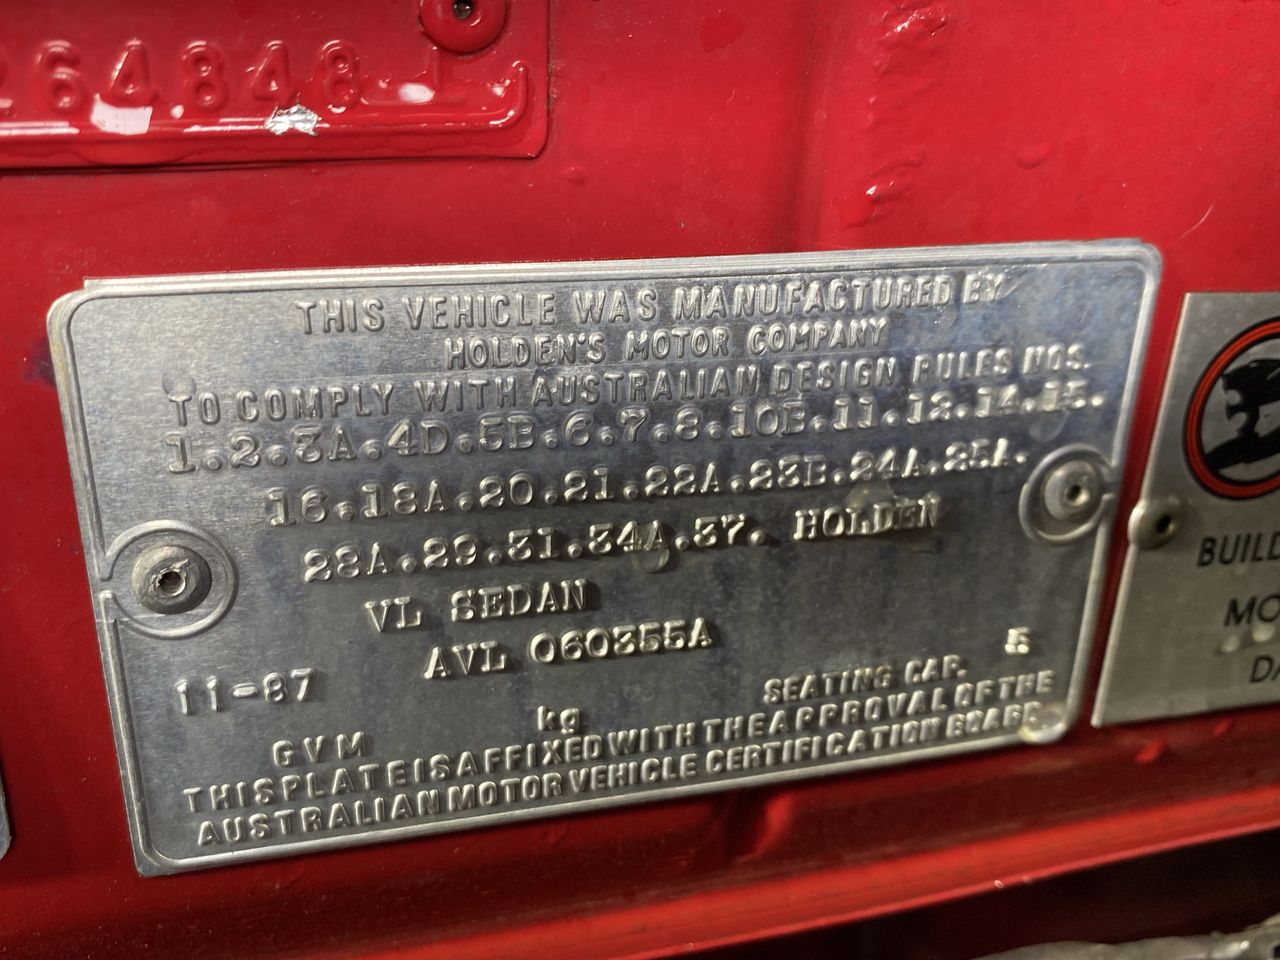 64848
THIS VEHICLE WAS MANUFACTURED BY
HOLDEN'S MOTOR COMPANY
TO COMPLY WITH AUSTRALIAN DESIGN RULES NOS.
1.2.3A.4D.5B.6.7.8.10B.11.12.14.15.
16.18A.20.21.22A.23B.24A.25A.
28A.29.31.34A.37. HOLDEN
VL SEDAN
AVL 060355A
11-87
SEATING CAP. 5
GVM kg
THIS PLATE IS AFFIXED WITH THE APPROVAL OF THE
AUSTRALIAN MOTOR VEHICLE CERTIFICATION BOARD
BUILD
MO
DA